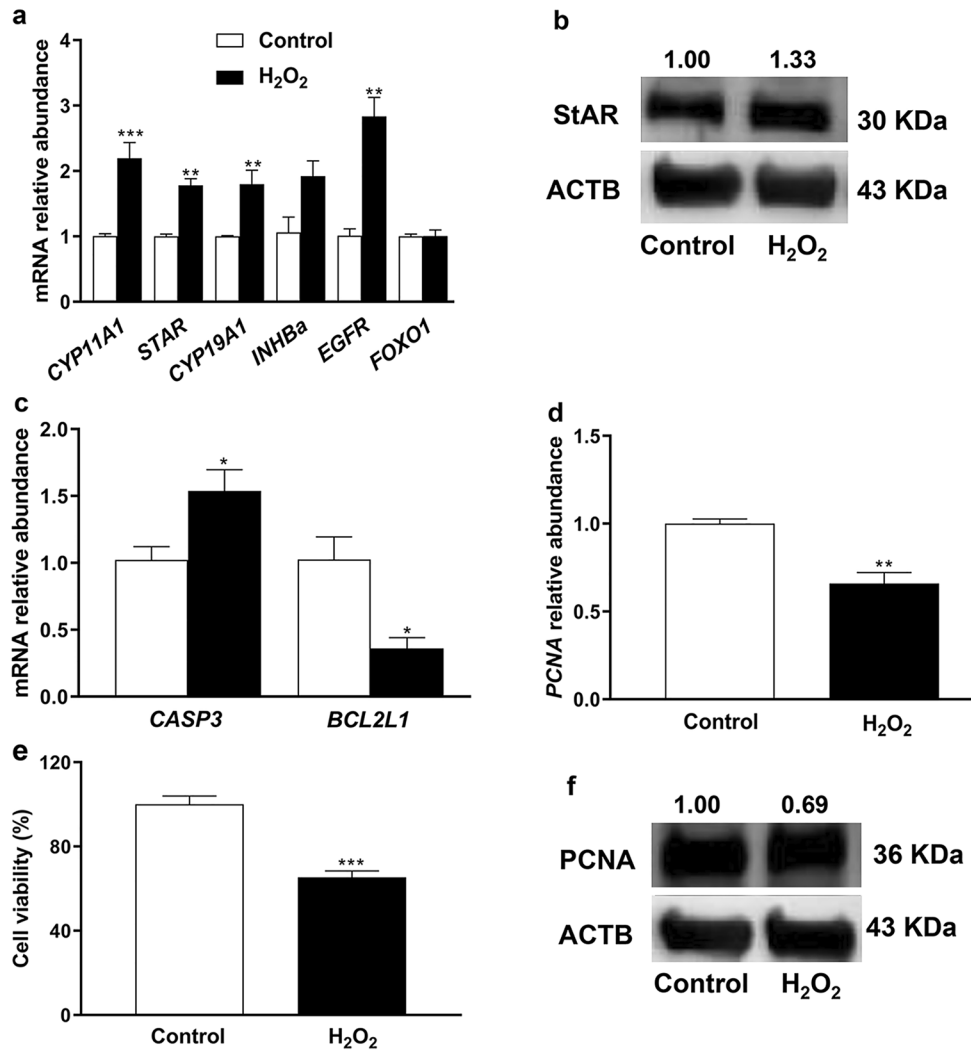 a
mRNA relative abundance
4
3
2
1
0
Control
H₂O₂
***
**
**
**
CYP11A1
STAR
CYP19A1
INHBa
EGFR
FOXO1
b
1.00 1.33
StAR 30 KDa
ACTB 43 KDa
Control H₂O₂
c
mRNA relative abundance
2.0
1.5
1.0
0.5
0.0
*
*
CASP3 BCL2L1
d
PCNA relative abundance
1.5
1.0
0.5
0.0
**
Control H₂O₂
e
Cell viability (%)
120
80
40
0
***
Control H₂O₂
f
1.00 0.69
PCNA 36 KDa
ACTB 43 KDa
Control H₂O₂